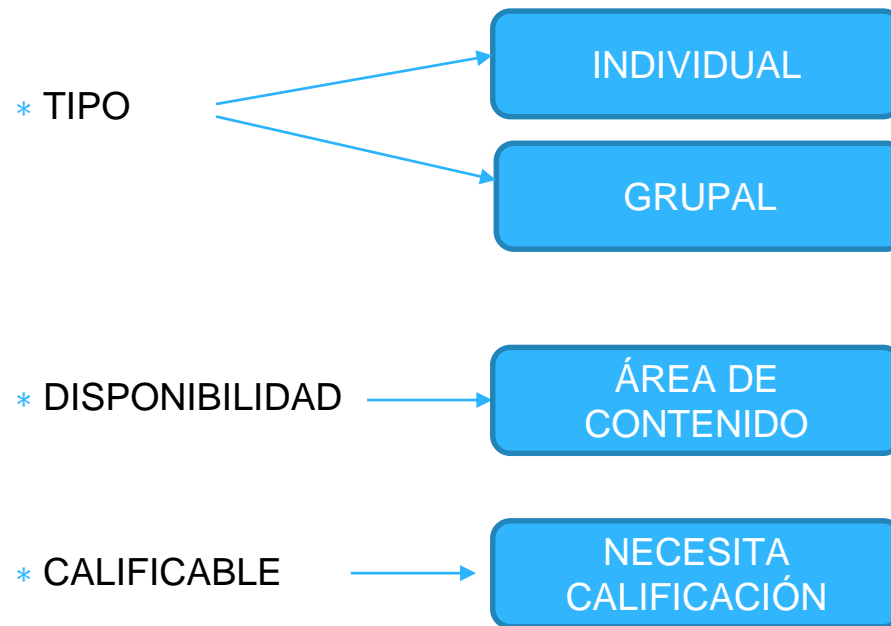 INDIVIDUAL
* TIPO
GRUPAL
* DISPONIBILIDAD
ÁREA DE
CONTENIDO
* CALIFICABLE
NECESITA
CALIFICACIÓN